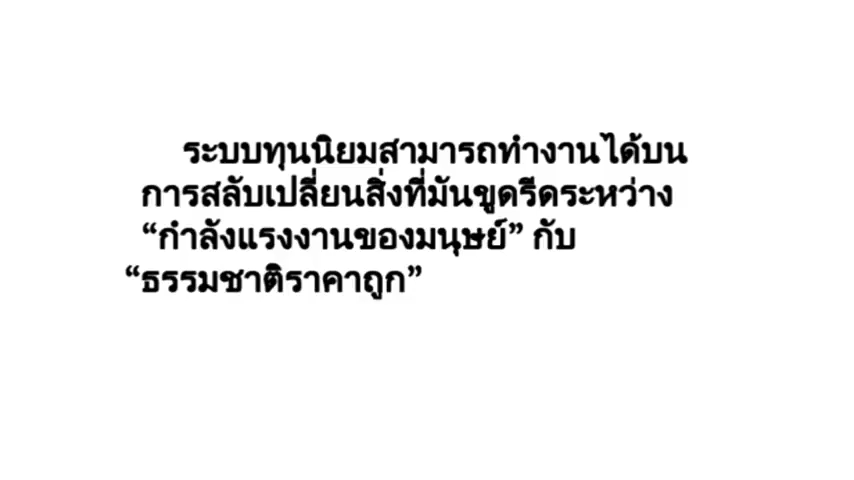 ระบบทุนนิยมสามารถทำงานได้บน
การสลับเปลี่ยนสิ่งที่มันขูดรีดระหว่าง
“กำลังแรงงานของมนุษย์” กับ
“ธรรมชาติราคาถูก”